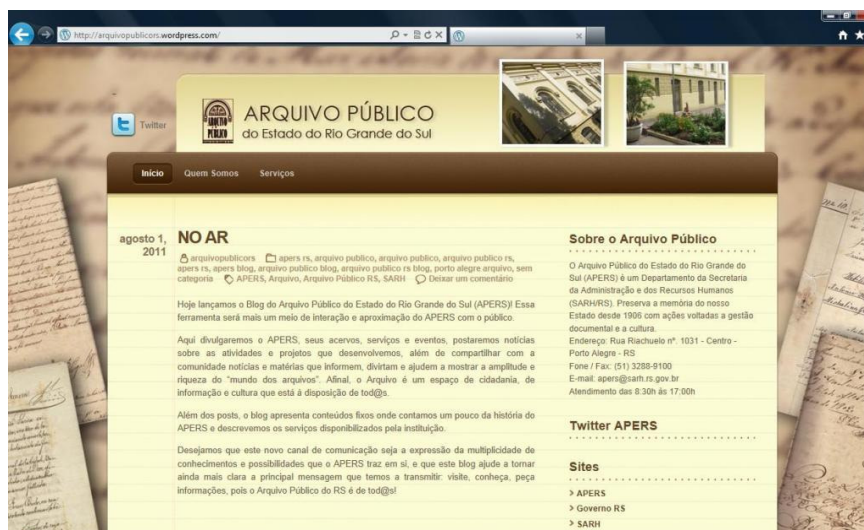 http://arquivopublicors.wordpress.com/
Twitter
ARQUIVO PÚBLICO
do Estado do Rio Grande do Sul
ARQUIVO
PÚBLICO
Início
Quem Somos
Serviços
agosto 1,
2011
NO AR
arquivopublicors apers rs, arquivo publico, arquivo publico, arquivo publico rs,
apers rs, apers blog, arquivo publico blog, arquivo publico rs blog, porto alegre arquivo, sem
categoria APERS, Arquivo, Arquivo Público RS, SARH Deixar um comentário
Hoje lançamos o Blog do Arquivo Público do Estado do Rio Grande do Sul (APERS)! Essa
ferramenta será mais um meio de interação e aproximação do APERS com o público.
Aqui divulgaremos o APERS, seus acervos, serviços e eventos, postaremos notícias
sobre as atividades e projetos que desenvolvemos, além de compartilhar com a
comunidade notícias e matérias que informem, divirtam e ajudem a mostrar a amplitude e
riqueza do “mundo dos arquivos”. Afinal, o Arquivo é um espaço de cidadania, de
informação e cultura que está á disposição de tod@s.
Além dos posts, o blog apresenta conteúdos fixos onde contamos um pouco da história do
APERS e descrevemos os serviços disponibilizados pela instituição.
Desejamos que este novo canal de comunicação seja a expressão da multiplicidade de
conhecimentos e possibilidades que o APERS traz em si, e que este blog ajude a tornar
ainda mais clara a principal mensagem que temos a transmitir: visite, conheça, peça
informações, pois o Arquivo Público do RS é de tod@s!
Sobre o Arquivo Público
O Arquivo Público do Estado do Rio Grande do
Sul (APERS) é um Departamento da Secretaria
da Administração e dos Recursos Humanos
(SARH/RS). Preserva a memória do nosso
Estado desde 1906 com ações voltadas a gestão
documental e a cultura.
Endereço: Rua Riachuelo nº. 1031 - Centro -
Porto Alegre - RS
Fone / Fax: (51) 3288-9100
E-mail: apers@sarh.rs.gov.br
Atendimento das 8:30h às 17:00h
Twitter APERS
Sites
> APERS
> Governo RS
> SARH